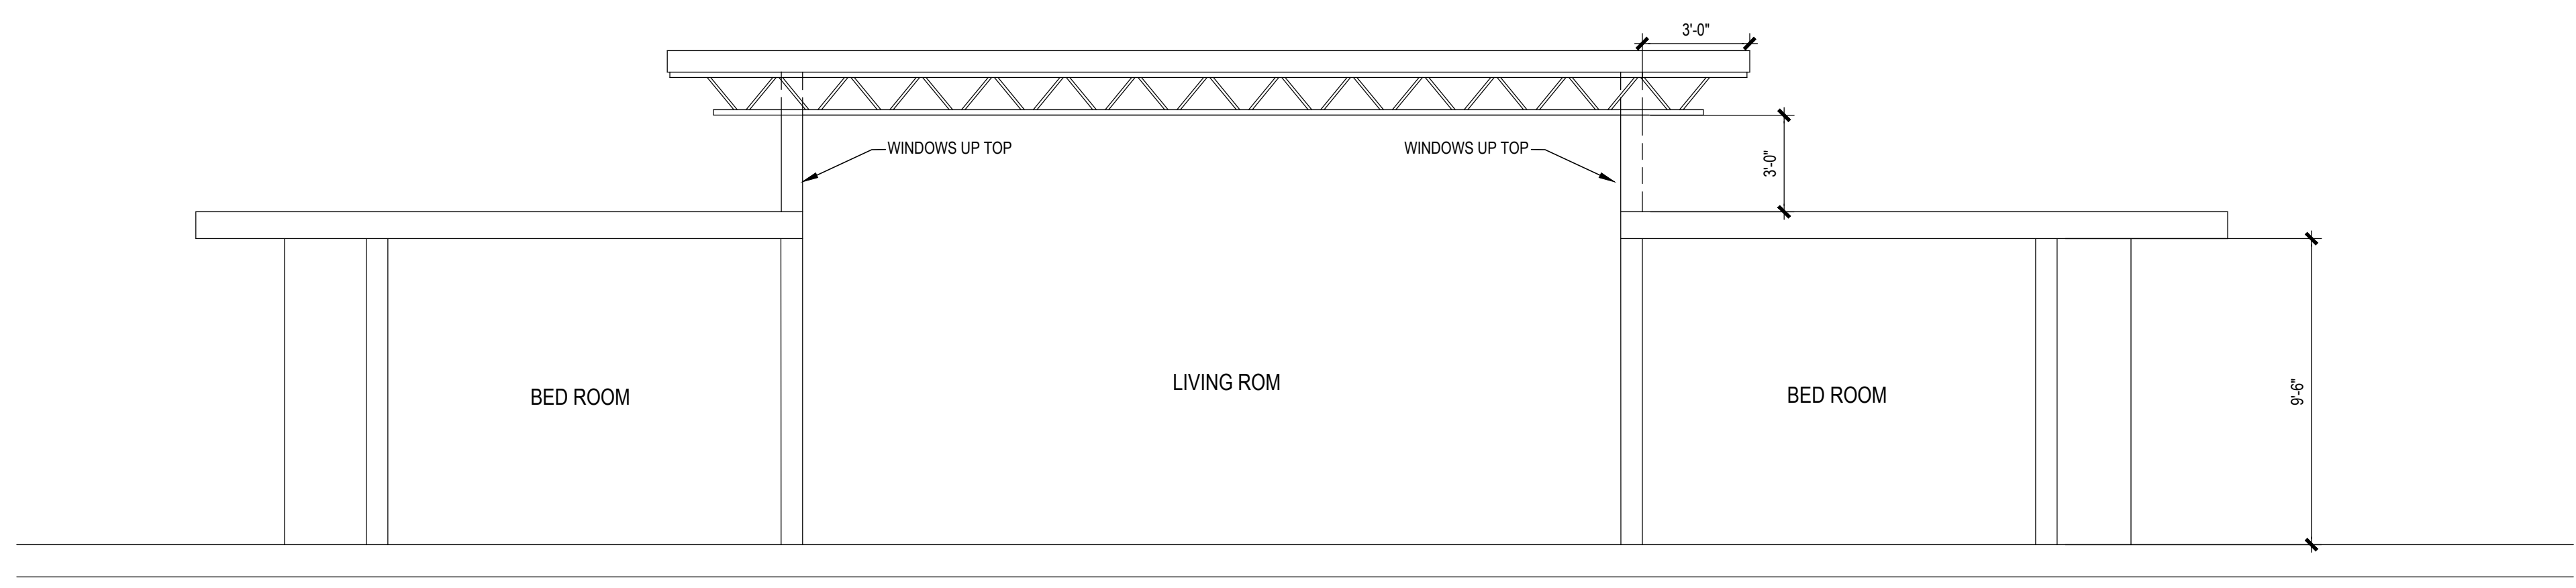 3'-0"
WINDOWS UP TOP
WINDOWS UP TOP
3'-0"
BED ROOM
LIVING ROM
BED ROOM
9'-6"